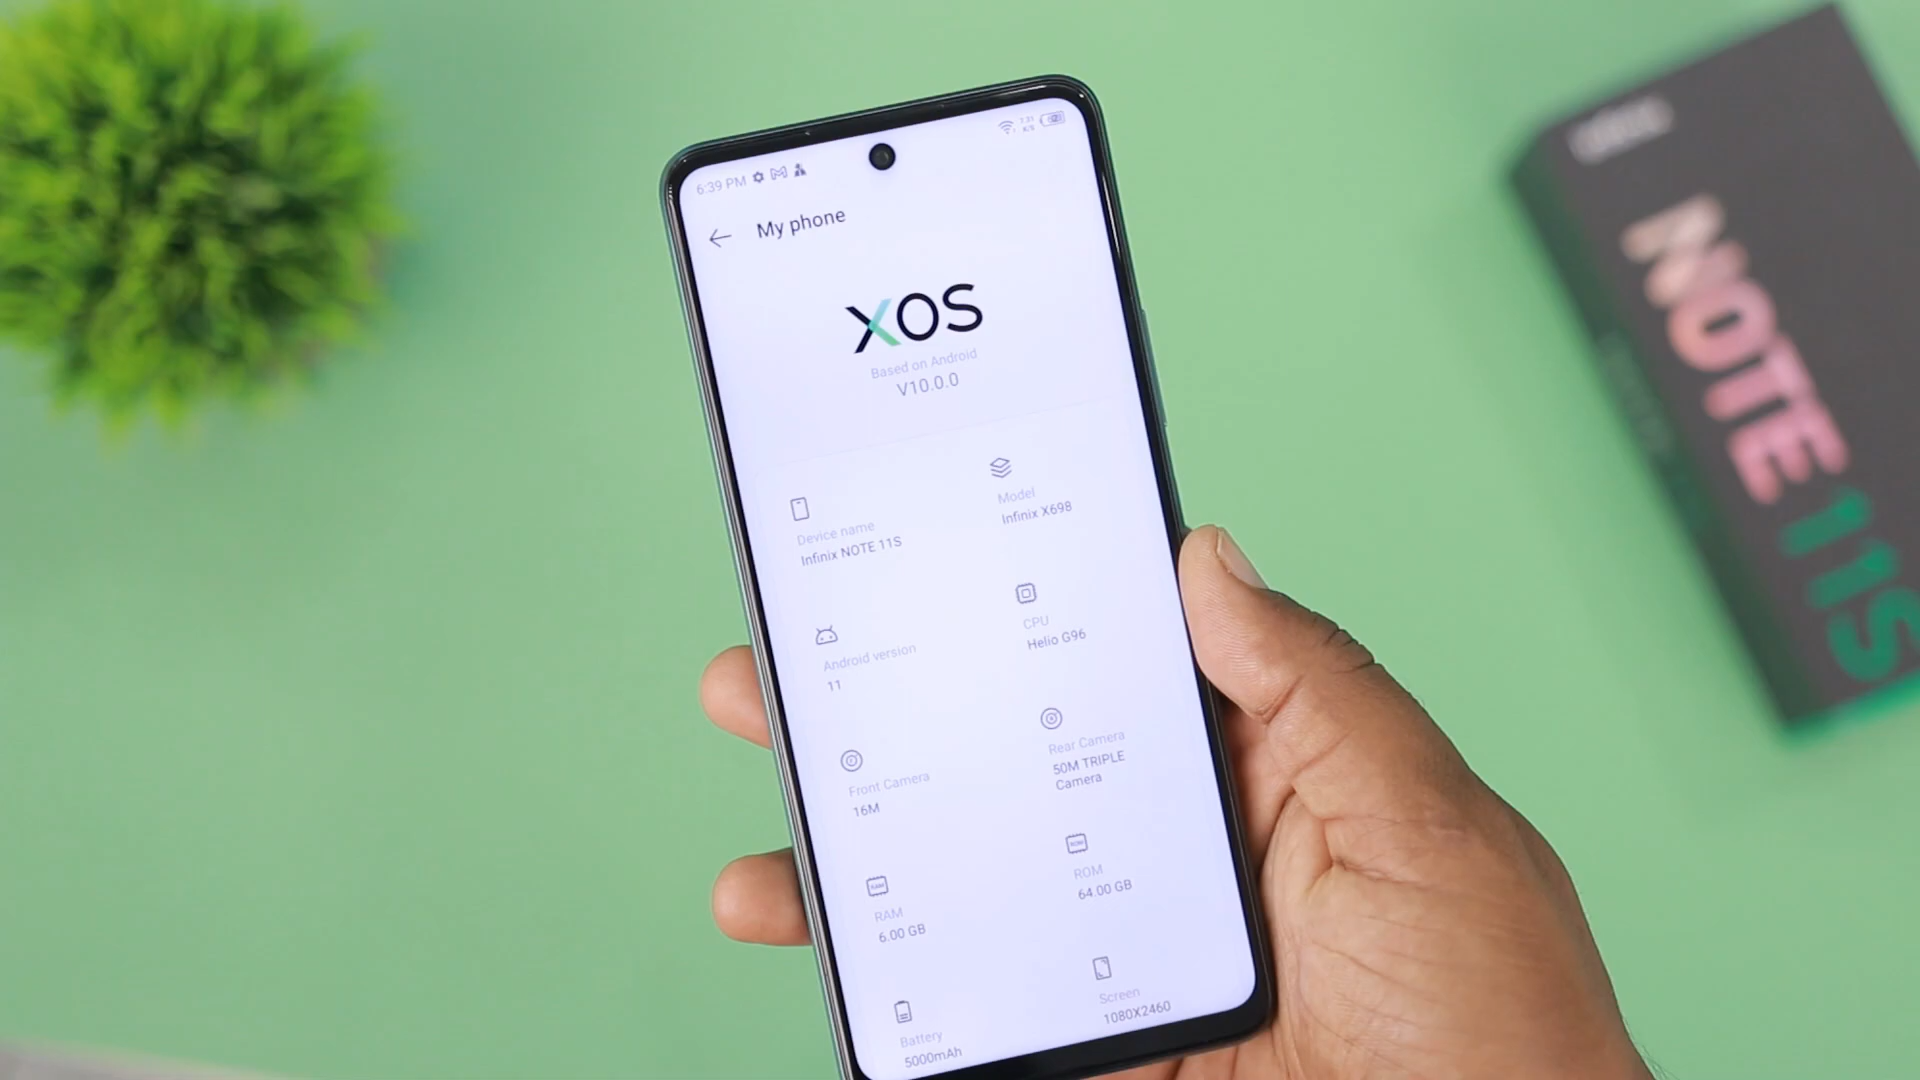 6:39 PM
My phone
XOS
Based on Android
V10.0.0
Device name
Infinix NOTE 11S
Model
Infinix X698
Android version
11
CPU
Helio G96
Front Camera
16M
Rear Camera
50M TRIPLE
Camera
RAM
6.00 GB
ROM
64.00 GB
Battery
5000mAh
Screen
1080X2460
NOTE 11S